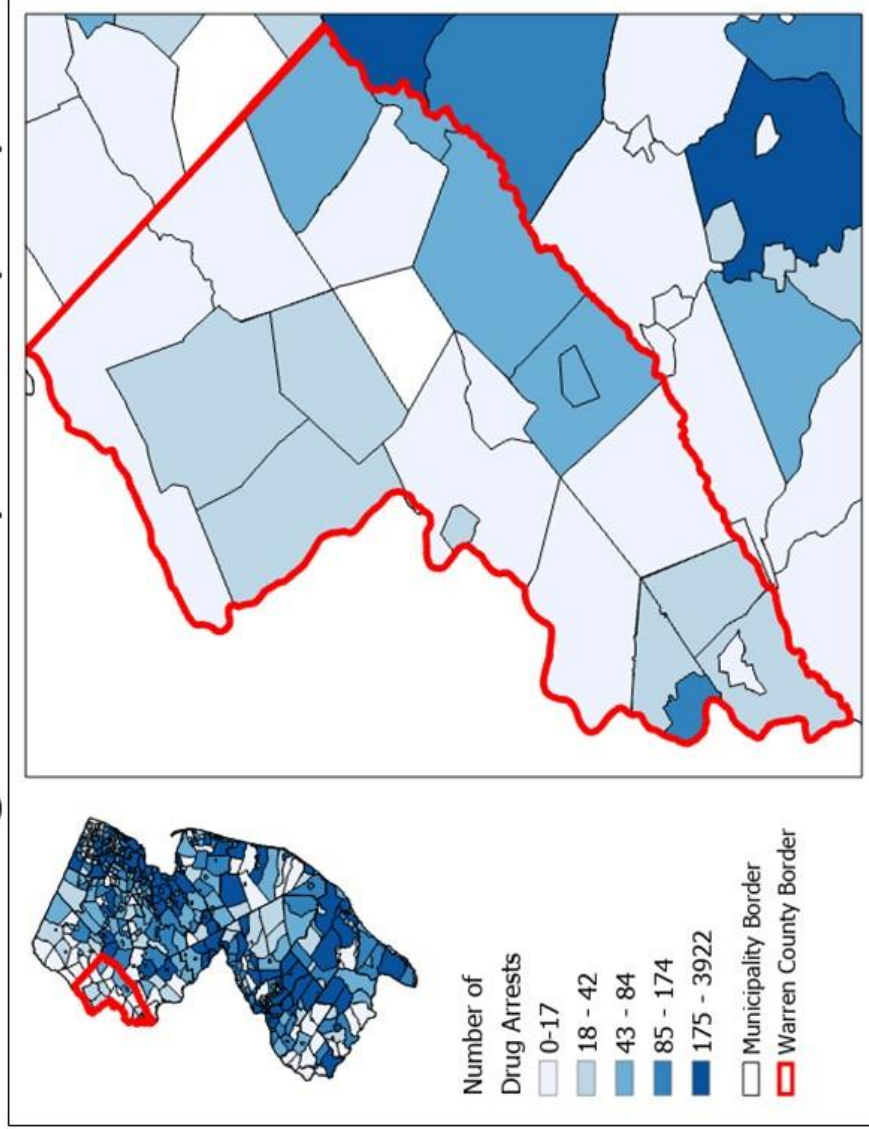 Number of
Drug Arrests
0-17
18 - 42
43 - 84
85 - 174
175 - 3922
Municipality Border
Warren County Border